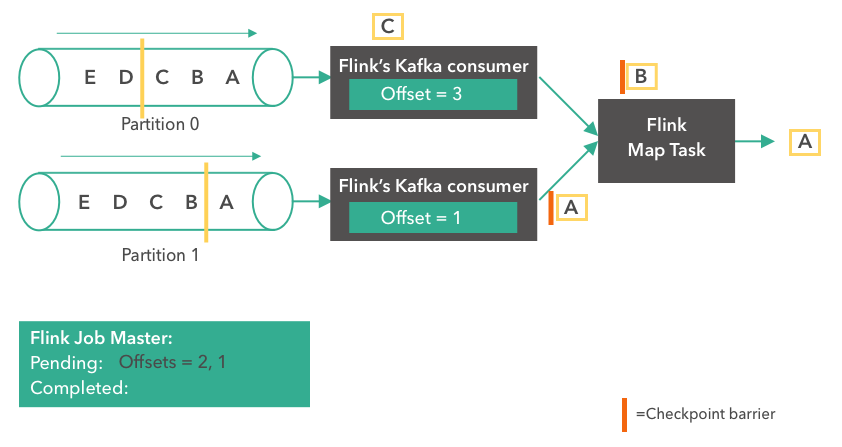 C
Flink's Kafka consumer
Offset = 3
E D C B A
Partition 0
B
Flink
Map Task
A
Flink's Kafka consumer
Offset = 1
E D C B A
A
Partition 1
Flink Job Master:
Pending: Offsets = 2, 1
Completed:
=Checkpoint barrier